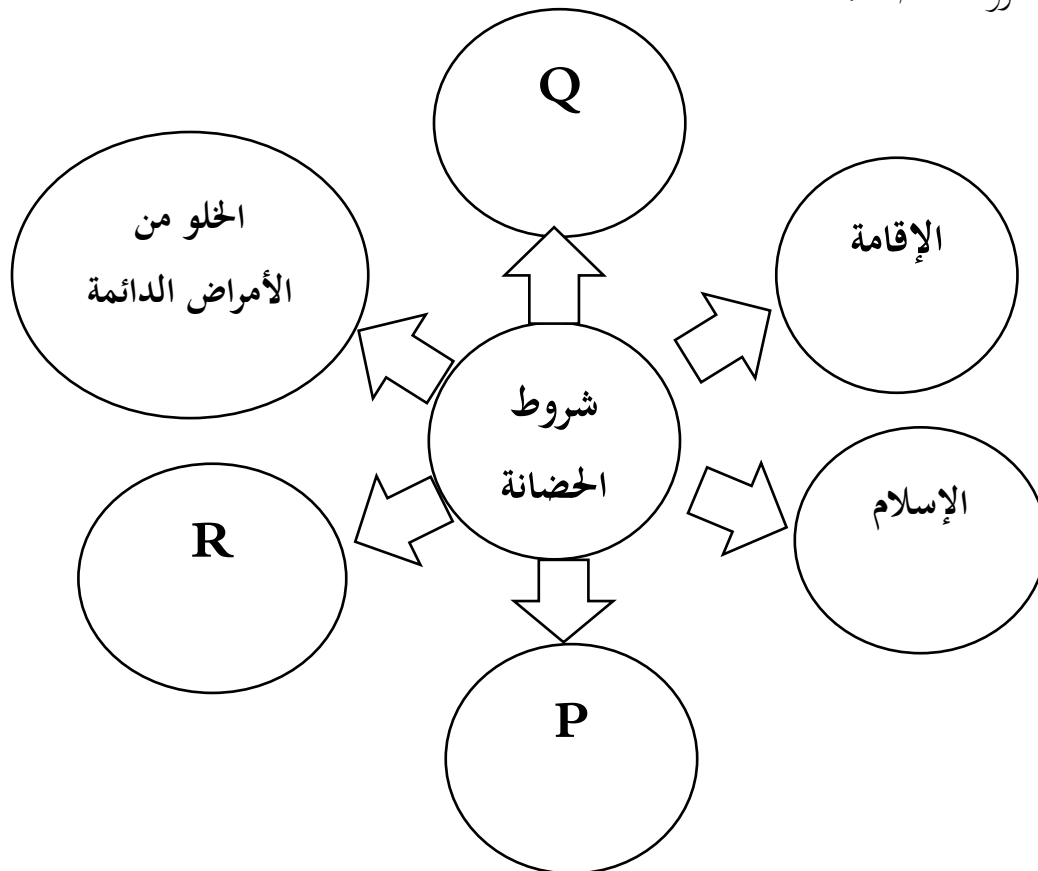 Q
الإقامة
الخلو من
الأمراض الدائمة
شروط
الحضانة
الإسلام
R
P